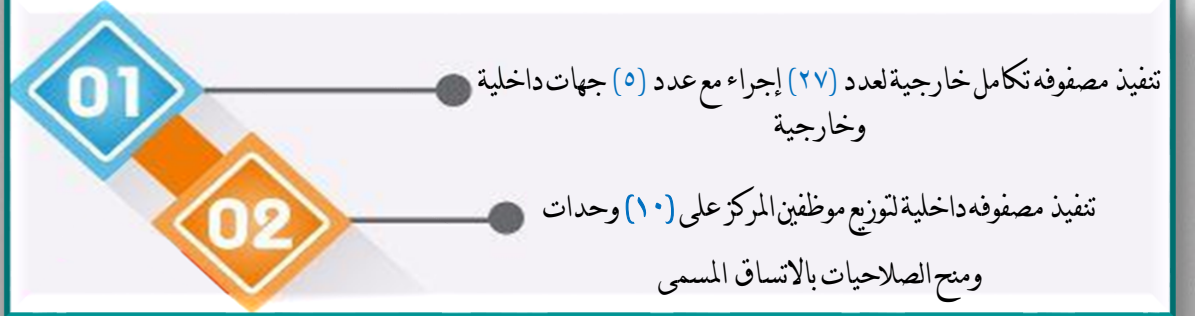 01
تنفيذ مصفوفه تكامل خارجية لعدد (٢٧) إجراء مع عدد (٥) جهات داخلية
وخارجية
02
تنفيذ مصفوفه داخلية لتوزيع موظفين المركز على (١٠) وحدات
ومنح الصلاحيات بالاتساق المسمى